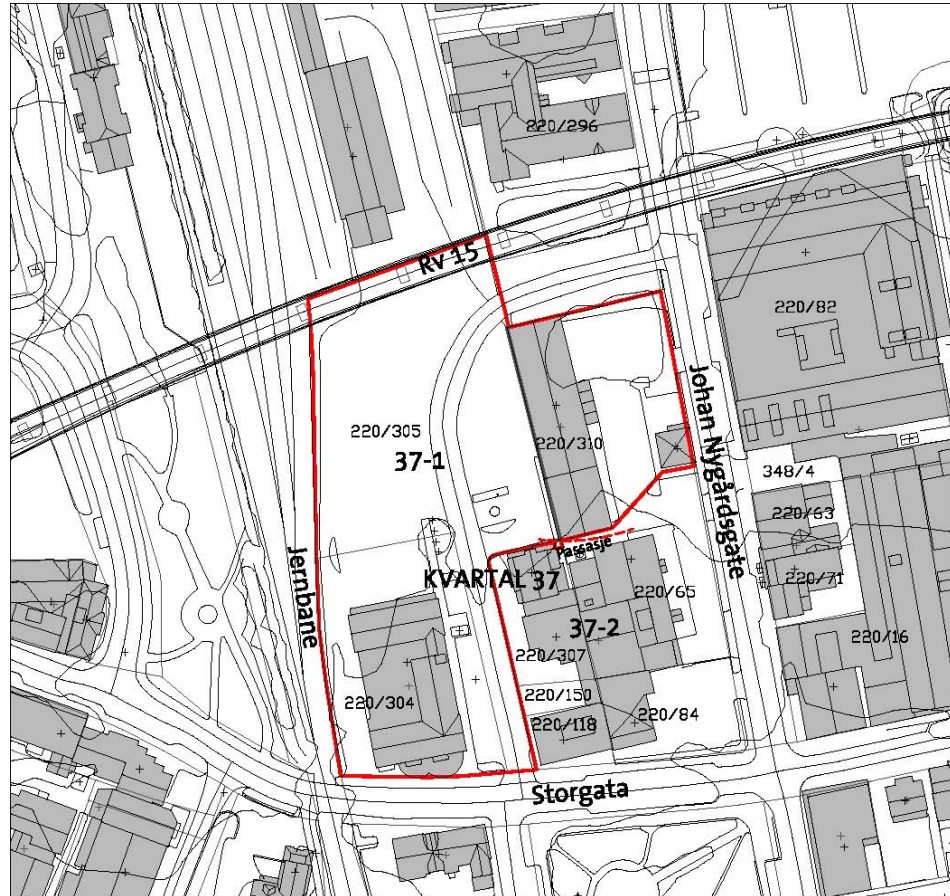 220/296
Rv 15
220/82
220/305
37-1
220/310
Johan Nygårdsgate
348/4
220/63
Passasje
Jernbane
KVARTAL 37
220/65
220/71
37-2
220/16
220/307
220/304
220/150
220/118
220/84
Storgata